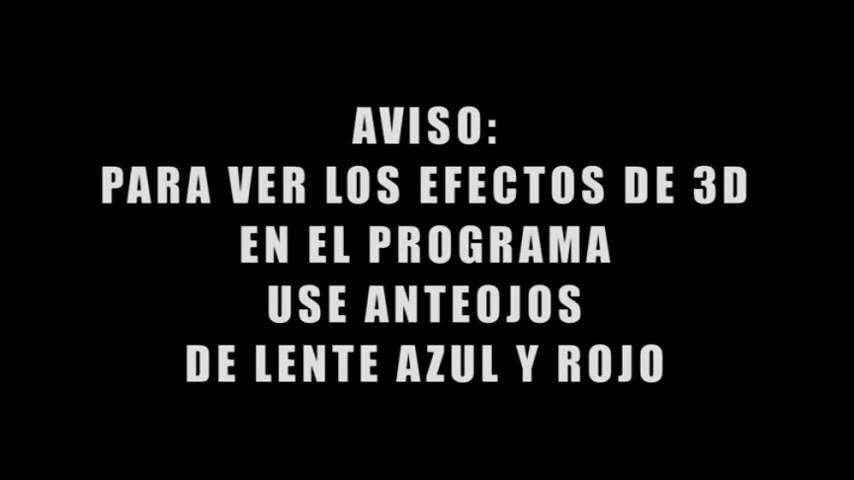 AVISO:
PARA VER LOS EFECTOS DE 3D
EN EL PROGRAMA
USE ANTEOJOS
DE LENTE AZUL Y ROJO